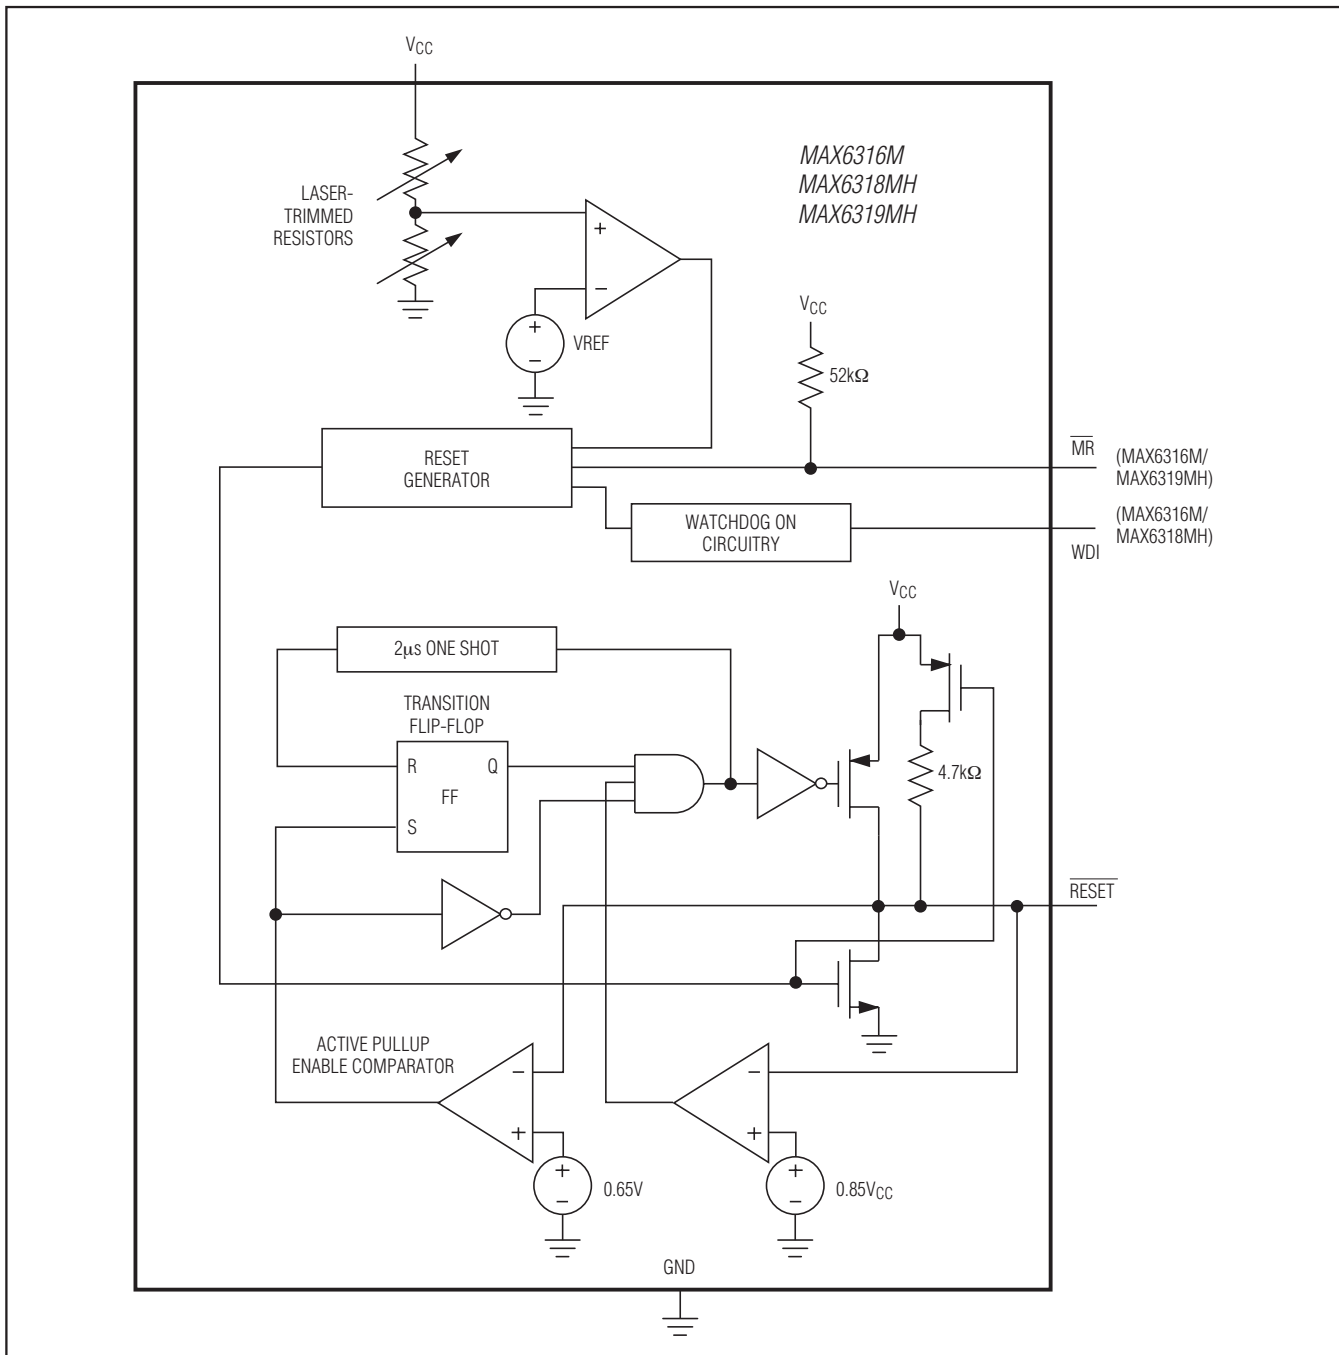 VCC
MAX6316M
MAX6318MH
MAX6319MH
LASER-
TRIMMED
RESISTORS
+
−
+
−
VREF
VCC
52kΩ
RESET
GENERATOR
MR
(MAX6316M/
MAX6319MH)
WATCHDOG ON
CIRCUITRY
(MAX6316M/
MAX6318MH)
WDI
VCC
2μs ONE SHOT
TRANSITION
FLIP-FLOP
R
Q
FF
S
4.7kΩ
RESET
ACTIVE PULLUP
ENABLE COMPARATOR
−
+
−
+
+
−
0.65V
+
−
0.85VCC
GND